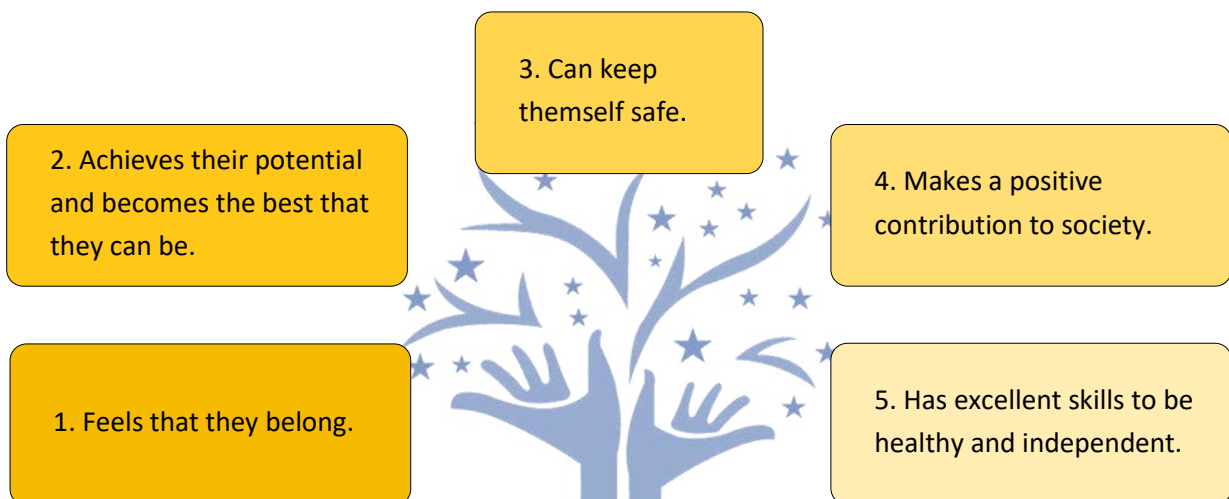 1. Feels that they belong.
2. Achieves their potential
and becomes the best that
they can be.
3. Can keep
themself safe.
4. Makes a positive
contribution to society.
5. Has excellent skills to be
healthy and independent.